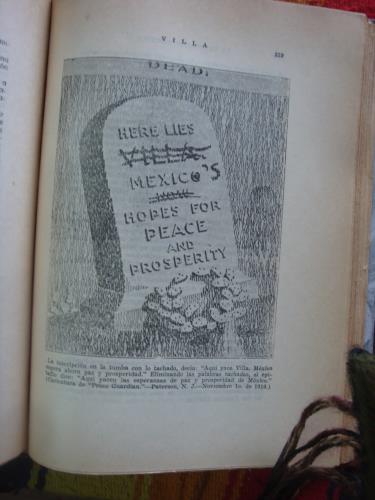 VILLA
DEAD.
HERE LIES
VILLA.
MEXICO'S
NOW
HOPES FOR
PEACE
AND
PROSPERITY
La inscripción en la tumba con lo tachado, decía: "Aquí yace Villa. México
espera ahora paz y prosperidad." Eliminando las palabras tachadas, el epi-
tafio dice: "Aquí yacen las esperanzas de paz y prosperidad de México."
(Caricatura de "Press Guardian."—Paterson, N. J.—Noviembre 1o. de